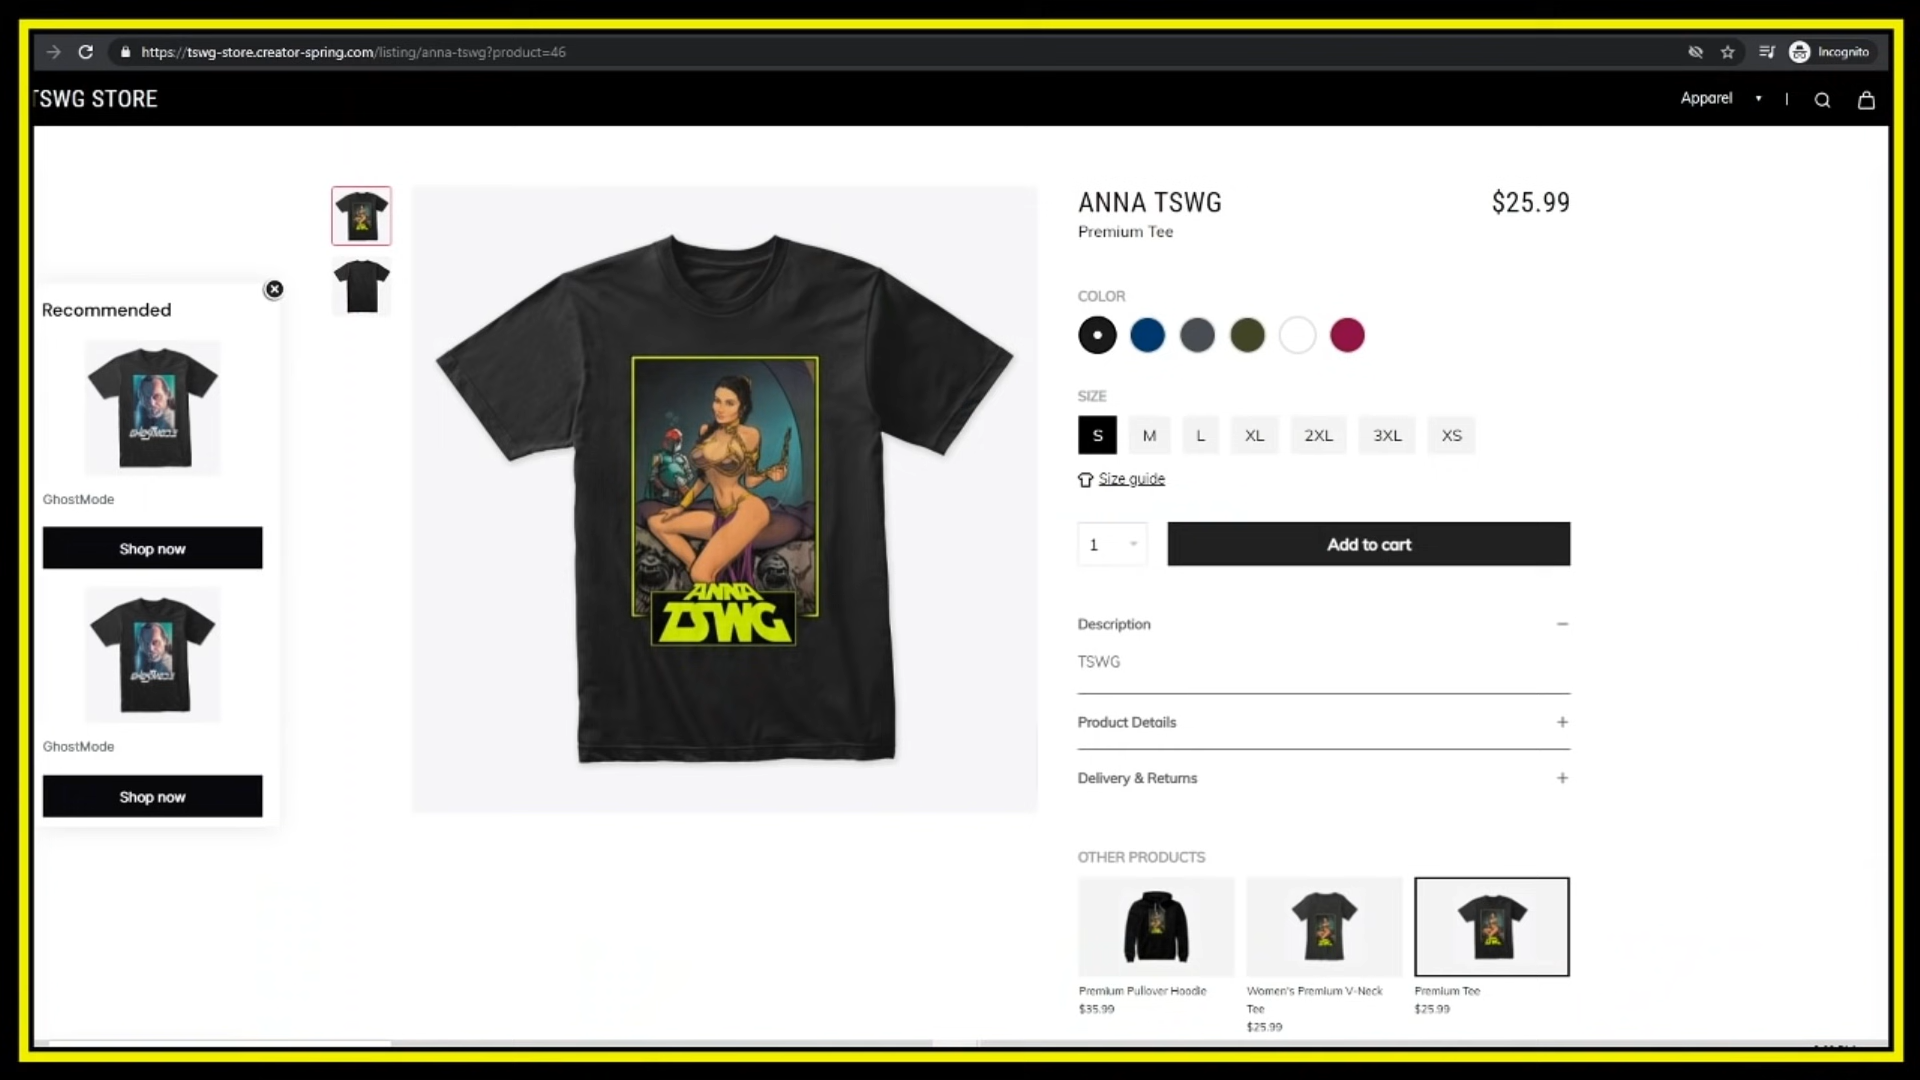 https://tswg-store.creator-spring.com/listing/anna-tswg?product=46
Incognito
TSWG STORE
Apparel
ANNA TSWG
$25.99
Premium Tee
COLOR
SIZE
S M L XL 2XL 3XL XS
Size guide
1
Add to cart
Description
TSWG
Product Details
Delivery & Returns
OTHER PRODUCTS
Premium Pullover Hoodie
$35.99
Women's Premium V-Neck
Tee
$25.99
Premium Tee
$25.99
Recommended
GhostMode
Shop now
GhostMode
Shop now
ANNA
TSWG